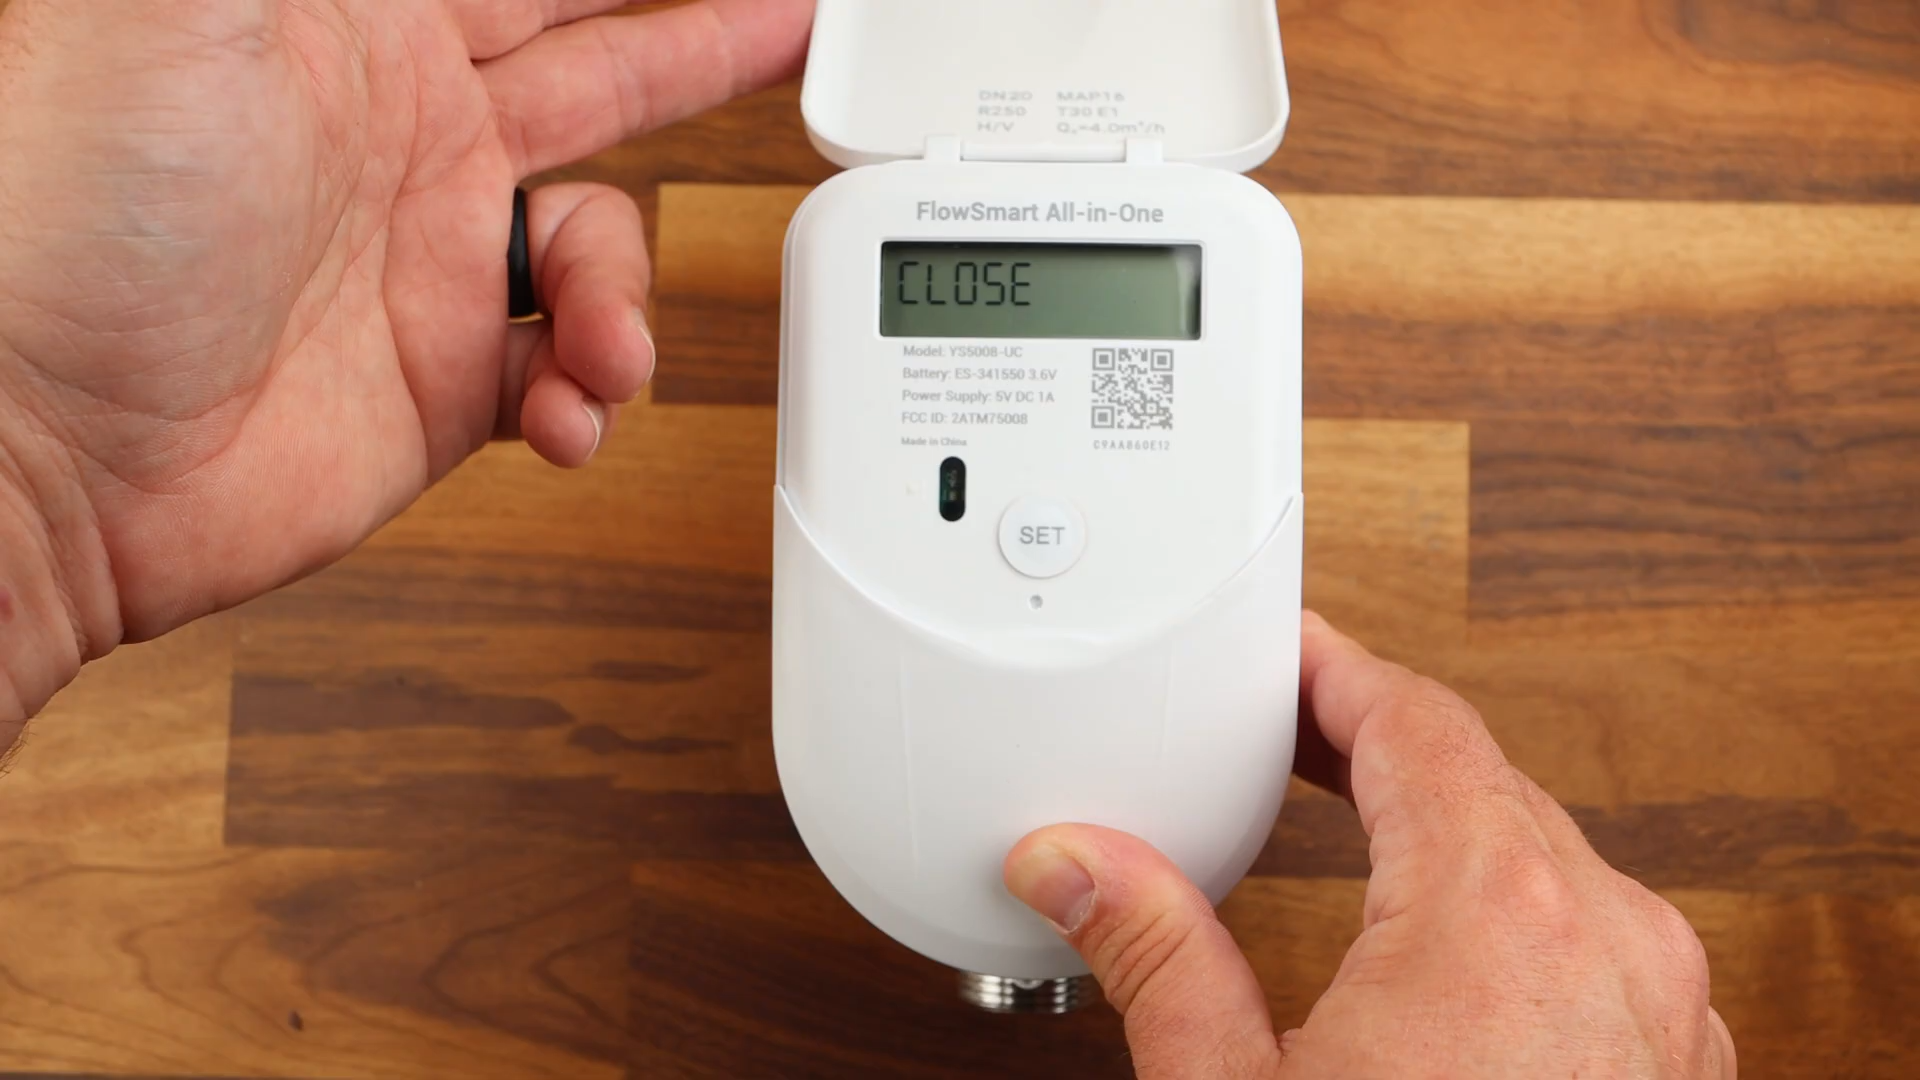 DN20 MAP16
R250 T30 E1
H/V Q₃=4.0m³/h
FlowSmart All-in-One
CLOSE
Model: YS5008-UC
Battery: ES-341550 3.6V
Power Supply: 5V DC 1A
FCC ID: 2ATM75008
Made in China
C9AA860E12
SET